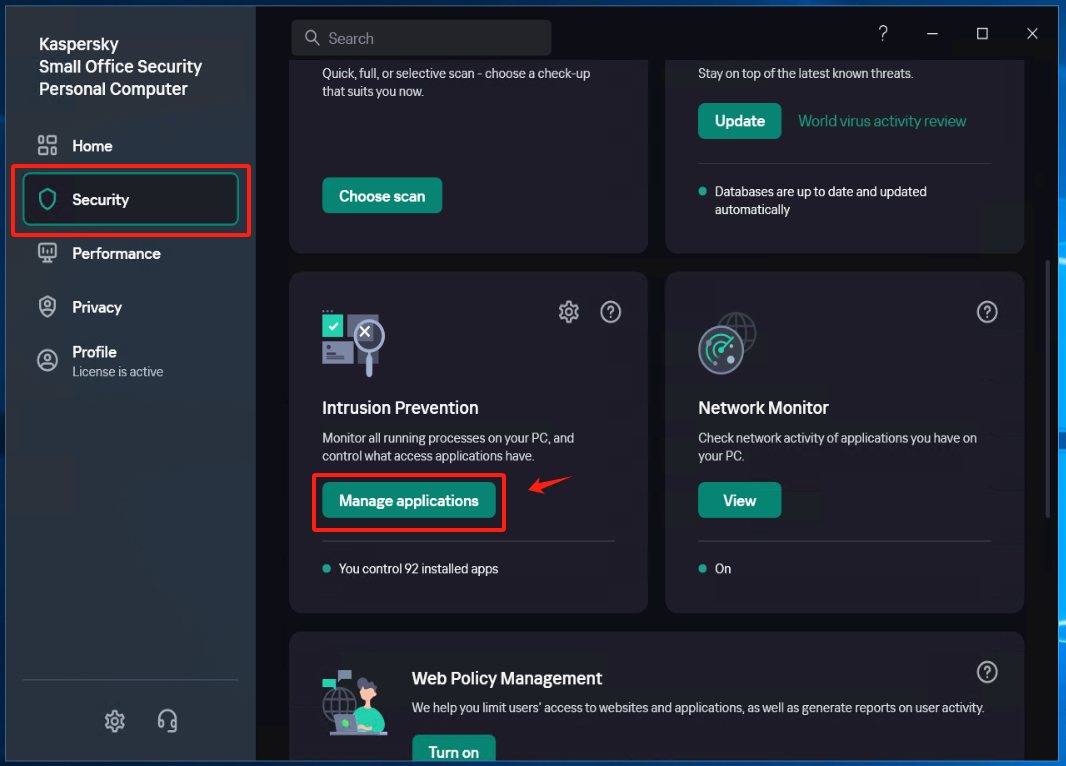 Kaspersky
Small Office Security
Personal Computer
Home
Security
Performance
Privacy
Profile
License is active
Search
Quick, full, or selective scan - choose a check-up
that suits you now.
Choose scan
Stay on top of the latest known threats.
Update
World virus activity review
Databases are up to date and updated
automatically
Intrusion Prevention
Monitor all running processes on your PC, and
control what access applications have.
Manage applications
You control 92 installed apps
Network Monitor
Check network activity of applications you have on
your PC.
View
On
Web Policy Management
We help you limit users' access to websites and applications, as well as generate reports on user activity.
Turn on